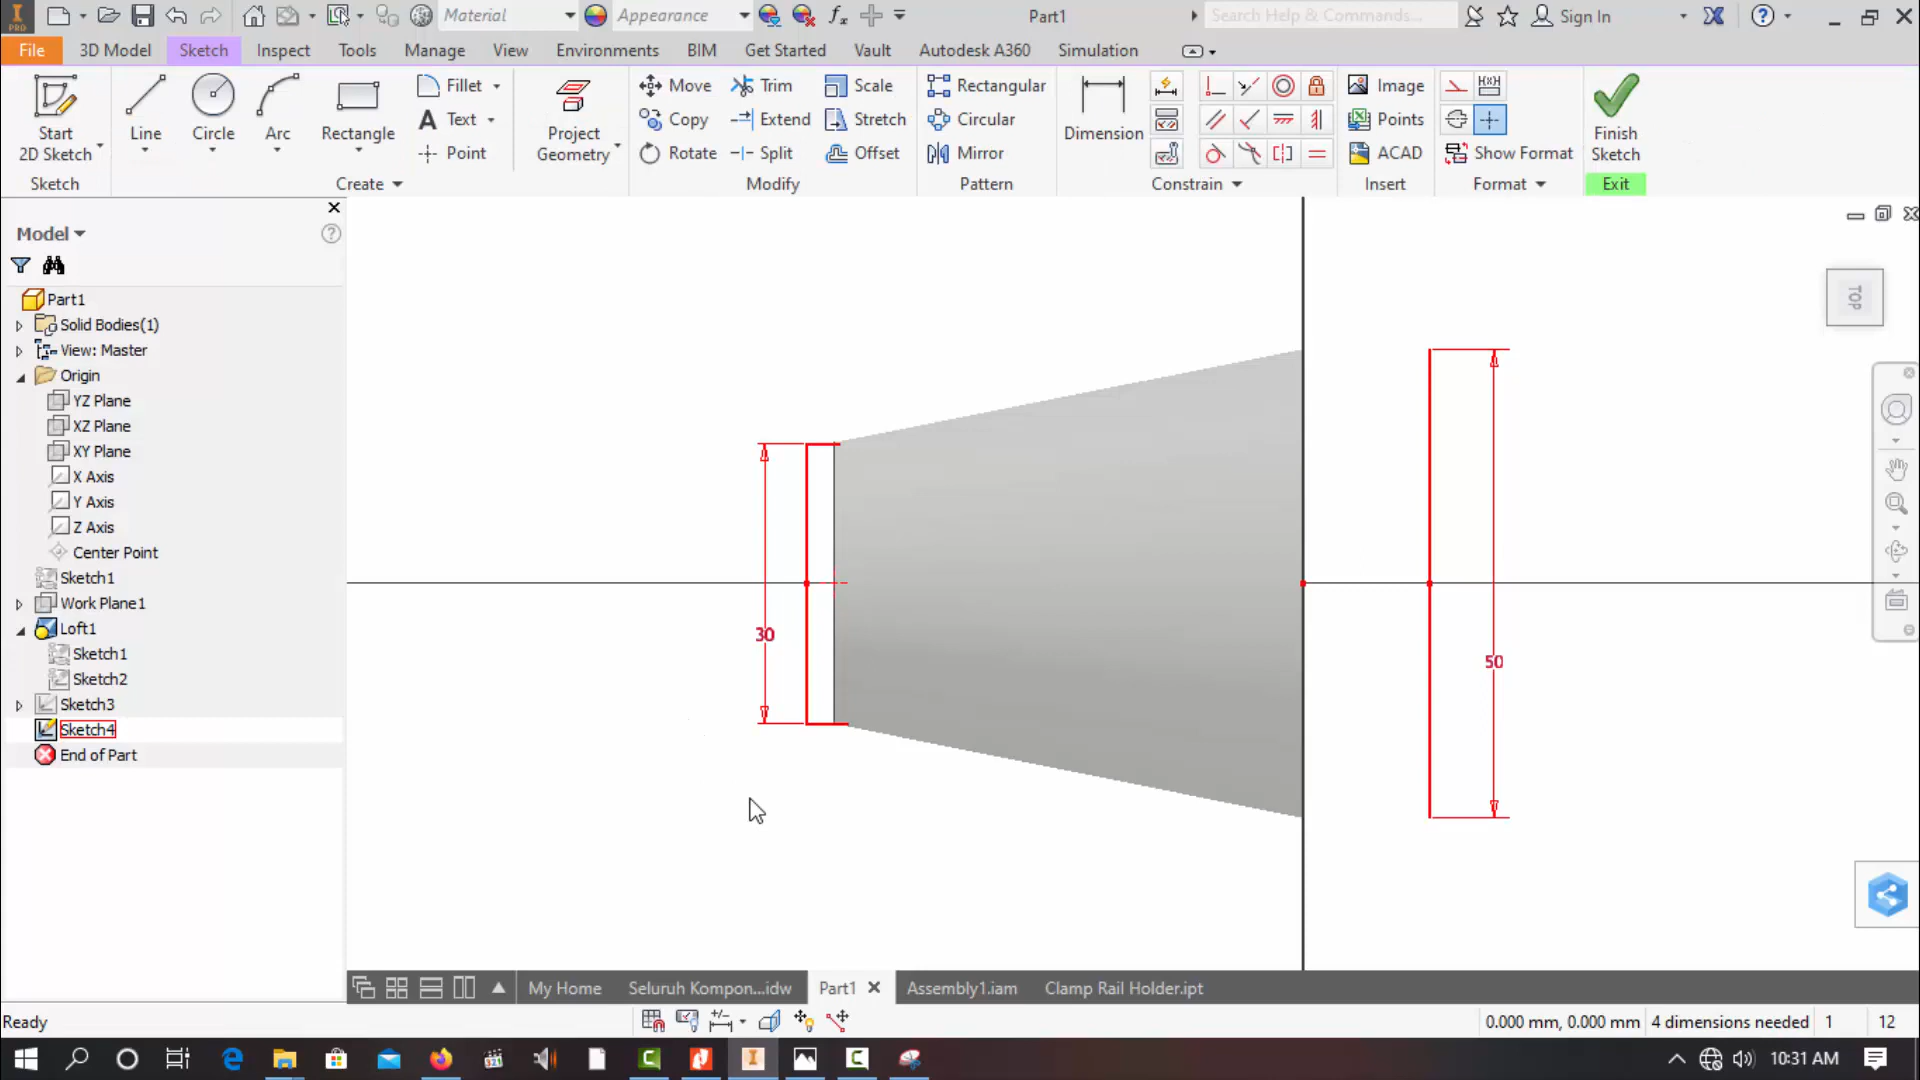 I
PRO
Material
Appearance
fx
Part1
Search Help & Commands...
Sign In
File
3D Model
Sketch
Inspect
Tools
Manage
View
Environments
BIM
Get Started
Vault
Autodesk A360
Simulation
Start
2D Sketch
Line
Circle
Arc
Rectangle
Fillet
A Text
Point
Project
Geometry
Move
Copy
Rotate
Trim
Extend
Split
Scale
Stretch
Offset
Rectangular
Circular
Mirror
Dimension
Image
Points
ACAD
Show Format
Finish
Sketch
Sketch
Create
Modify
Pattern
Constrain
Insert
Format
Exit
Model
Part1
Solid Bodies(1)
View: Master
Origin
YZ Plane
XZ Plane
XY Plane
X Axis
Y Axis
Z Axis
Center Point
Sketch1
Work Plane1
Loft1
Sketch1
Sketch2
Sketch3
Sketch4
End of Part
TOP
30
50
My Home
Seluruh Kompon...idw
Part1
Assembly1.iam
Clamp Rail Holder.ipt
Ready
0.000 mm, 0.000 mm
4 dimensions needed
1
12
10:31 AM